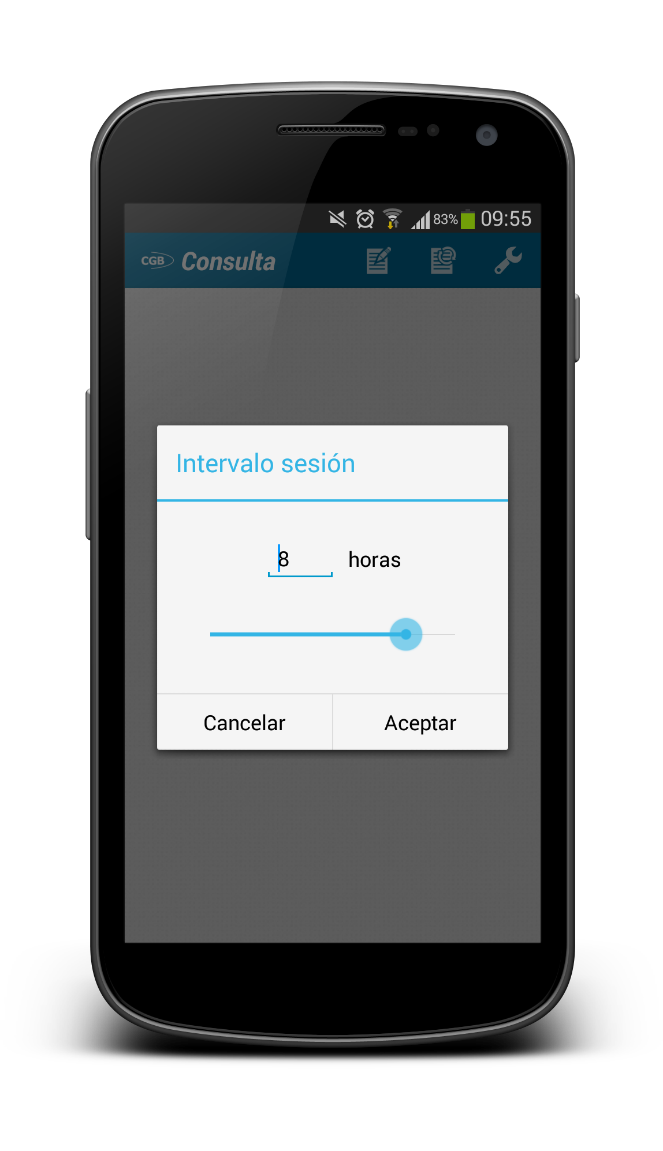 83% 09:55
CGB Consulta
Intervalo sesión
8 horas
Cancelar Aceptar